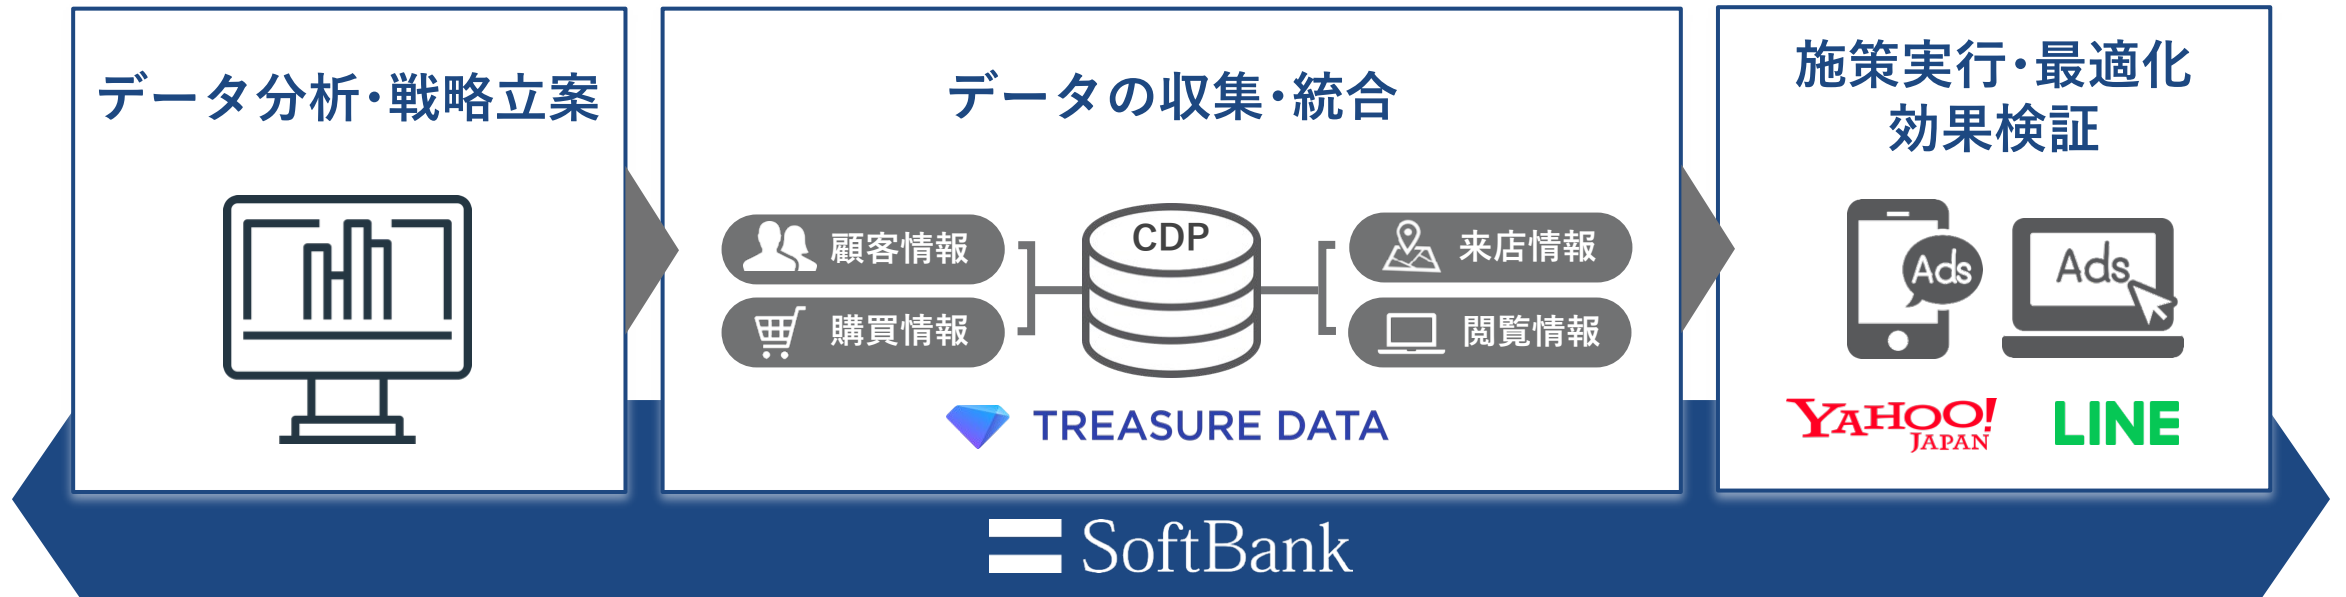 データ分析・戦略立案
データの収集・統合
顧客情報
購買情報
CDP
来店情報
閲覧情報
TREASURE DATA
施策実行・最適化
効果検証
Ads
Ads
YAHOO!
JAPAN
LINE
SoftBank